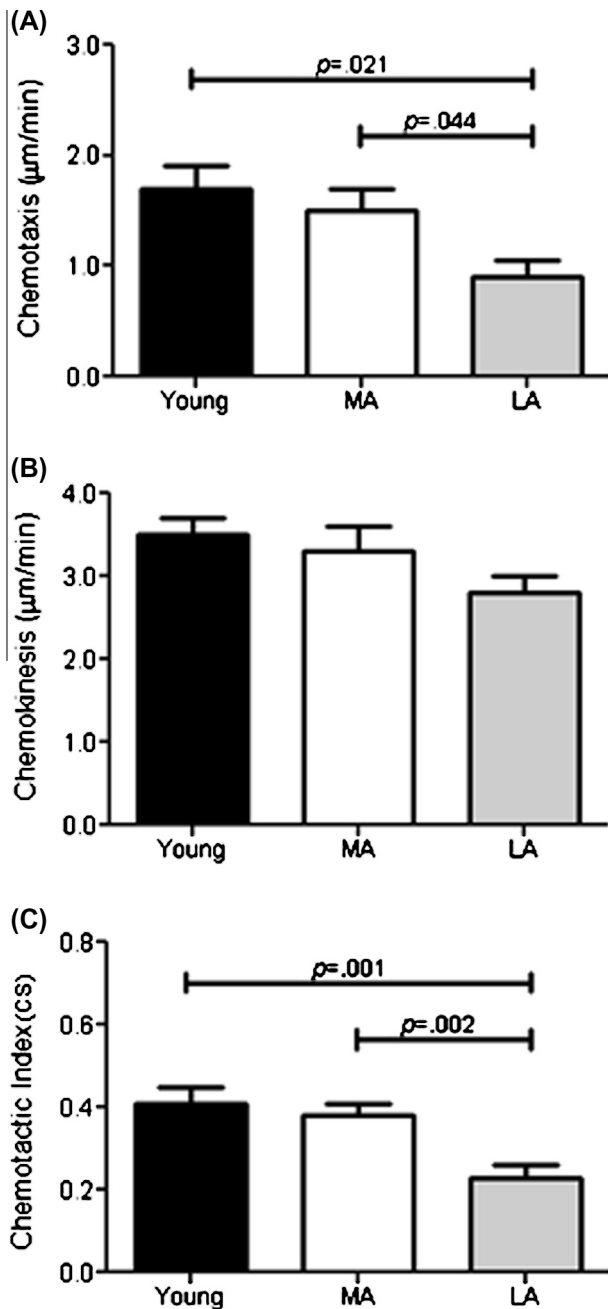 (A)
Chemotaxis (μm/min)
3.0
2.0
1.0
0.0
p=.021
p=.044
Young MA LA
(B)
Chemokinesis (μm/min)
4.0
3.0
2.0
1.0
0.0
Young MA LA
(C)
Chemotactic Index(CS)
0.8
0.6
0.4
0.2
0.0
p=.001
p=.002
Young MA LA